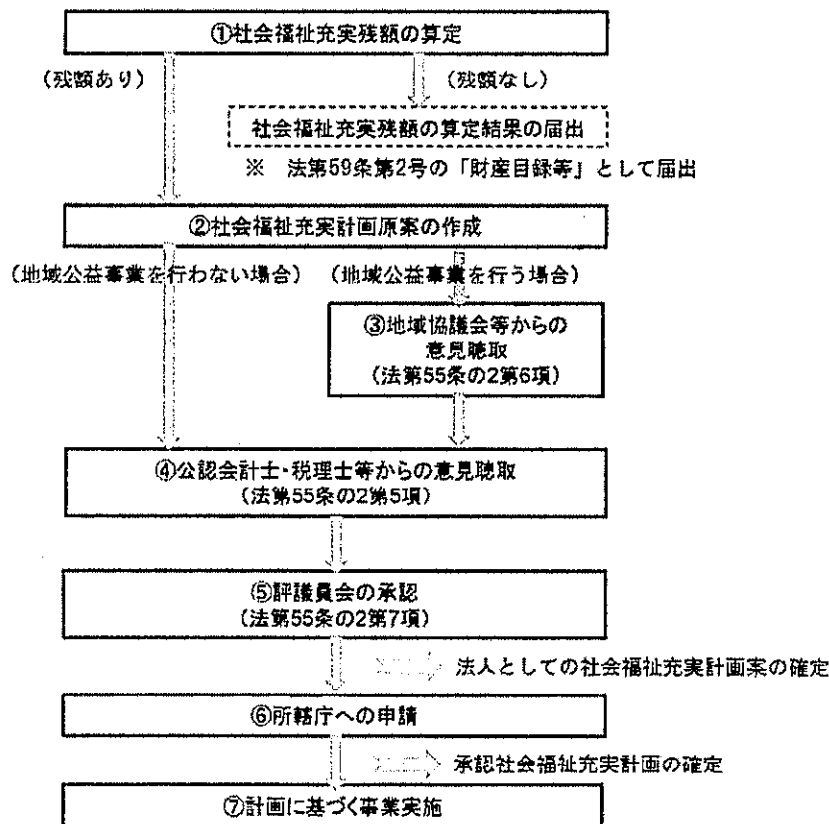 ①社会福祉充実残額の算定
(残額あり)
(残額なし)
社会福祉充実残額の算定結果の届出
※ 法第59条第2号の「財産目録等」として届出
②社会福祉充実計画原案の作成
(地域公益事業を行わない場合)
(地域公益事業を行う場合)
③地域協議会等からの
意見聴取
(法第55条の2第6項)
④公認会計士・税理士等からの意見聴取
(法第55条の2第5項)
⑤評議員会の承認
(法第55条の2第7項)
法人としての社会福祉充実計画案の確定
⑥所轄庁への申請
承認社会福祉充実計画の確定
⑦計画に基づく事業実施